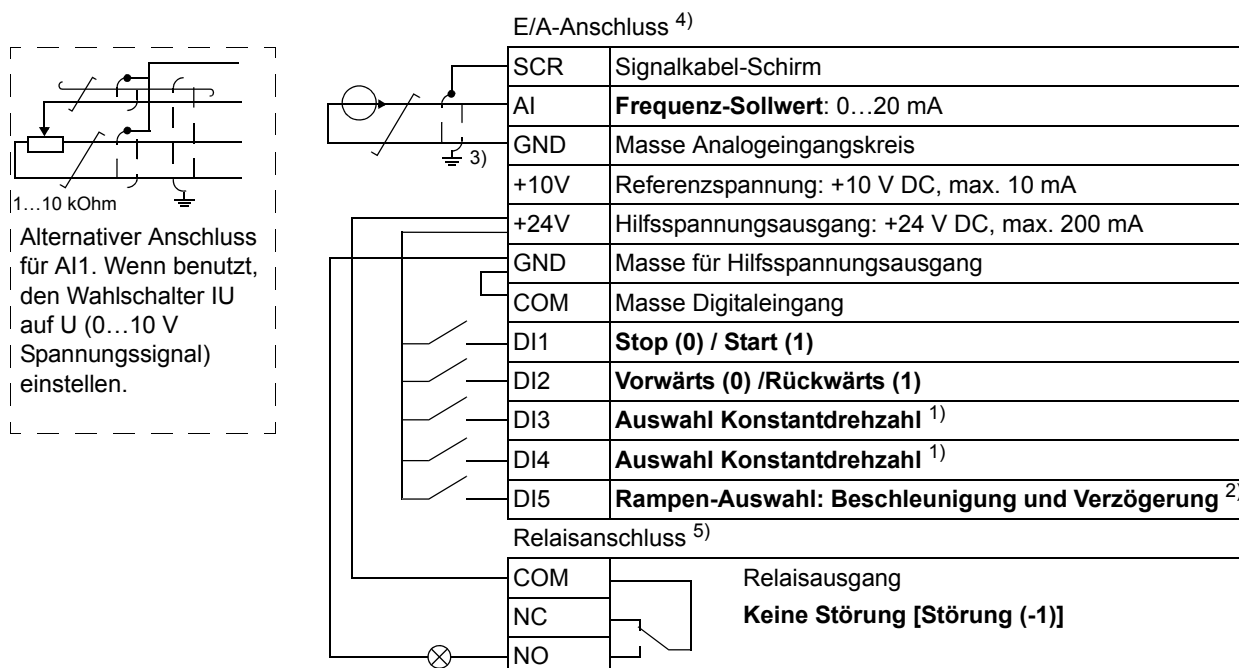 E/A-Anschluss 4)
SCR Signalkabel-Schirm
AI Frequenz-Sollwert: 0…20 mA
GND Masse Analogeingangskreis
3)
+10V Referenzspannung: +10 V DC, max. 10 mA
+24V Hilfsspannungsausgang: +24 V DC, max. 200 mA
GND Masse für Hilfsspannungsausgang
COM Masse Digitaleingang
DI1 Stop (0) / Start (1)
DI2 Vorwärts (0) /Rückwärts (1)
DI3 Auswahl Konstantdrehzahl 1)
DI4 Auswahl Konstantdrehzahl 1)
DI5 Rampen-Auswahl: Beschleunigung und Verzögerung 2)
1…10 kOhm
Alternativer Anschluss
für AI1. Wenn benutzt,
den Wahlschalter IU
auf U (0…10 V
Spannungssignal)
einstellen.
Relaisanschluss 5)
COM Relaisausgang
NC Keine Störung [Störung (-1)]
NO